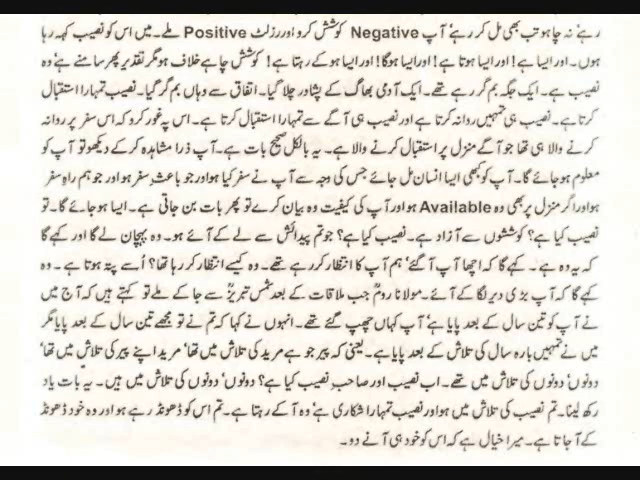 رہے نہ چاہو تب بھی مل کر رہے‘ آپ Negative کوشش کرو اور رزلٹ Positive ملے۔ میں اس کو نصیب کہہ رہا
ہوں۔ اور ایسا ہے! اور ایسا ہوتا ہے! اور ایسا ہوگا! اور ایسا ہو کے رہتا ہے! کوشش چاہے خلاف ہو مگر تقدیر پھر سامنے ہے‘ وہ
نصیب ہے۔ ایک جگہ بم گر رہے تھے۔ ایک آدمی بھاگ کے پشاور چلا گیا۔ اتفاق سے وہاں بم گر گیا۔ نصیب تمہارا استقبال
کرتا ہے۔ نصیب ہی تمہیں روانہ کرتا ہے اور نصیب ہی آگے سے تمہارا استقبال کرتا ہے۔ اس پہ غور کرو کہ اس سفر پر روانہ
کرنے والا ہی تھا جو آگے منزل پر استقبال کرنے والا ہے۔ یہ بالکل صحیح بات ہے۔ آپ ذرا مشاہدہ کر کے دیکھو تو آپ کو
معلوم ہو جائے گا۔ آپ کو کبھی ایسا انسان مل جائے جس کی وجہ سے آپ نے سفر کیا ہو اور جو باعثِ سفر ہو اور جو ہم راہِ سفر
ہو اور اگر منزل پر بھی وہ Available ہو اور آپ کی کیفیت وہ بیان کرے تو پھر بات بن جاتی ہے۔ ایسا ہو جائے گا۔ تو
نصیب کیا ہے؟ کوششوں سے آزاد ہے۔ نصیب کیا ہے؟ جو تم پیدائش سے لے کے آئے ہو۔ وہ پہچان لے گا اور کہے گا
کہ یہ وہ ہے۔ کہے گا کہ اچھا آپ آ گئے‘ ہم آپ کا انتظار کر رہے تھے۔ وہ کیسے انتظار کر رہا تھا؟ اُسے پتہ ہوتا ہے۔ وہ
کہے گا کہ آپ بڑی دیر لگا کے آئے۔ مولانا رومؒ جب ملاقات کے بعد شمس تبریزؒ سے جا کے ملے تو کہتے ہیں کہ آج میں
نے آپ کو تین سال کے بعد پایا ہے‘ آپ کہاں چھپ گئے تھے۔ انہوں نے کہا کہ تم نے تو مجھے تین سال کے بعد پایا مگر
میں نے تمہیں بارہ سال کی تلاش کے بعد پایا ہے۔ یعنی کہ پیر جو ہے مرید کی تلاش میں تھا‘ مرید اپنے پیر کی تلاش میں تھا‘
دونوں‘ دونوں کی تلاش میں تھے۔ اب نصیب اور صاحبِ نصیب کیا ہے؟ دونوں‘ دونوں کی تلاش میں ہیں۔ یہ بات یاد
رکھ لینا۔ تم نصیب کی تلاش میں ہو اور نصیب تمہارا شکاری ہے‘ وہ آ کے رہتا ہے۔ تم اس کو ڈھونڈ رہے ہو اور وہ خود ڈھونڈ
کے آ جاتا ہے۔ میرا خیال ہے کہ اس کو خود ہی آنے دو۔